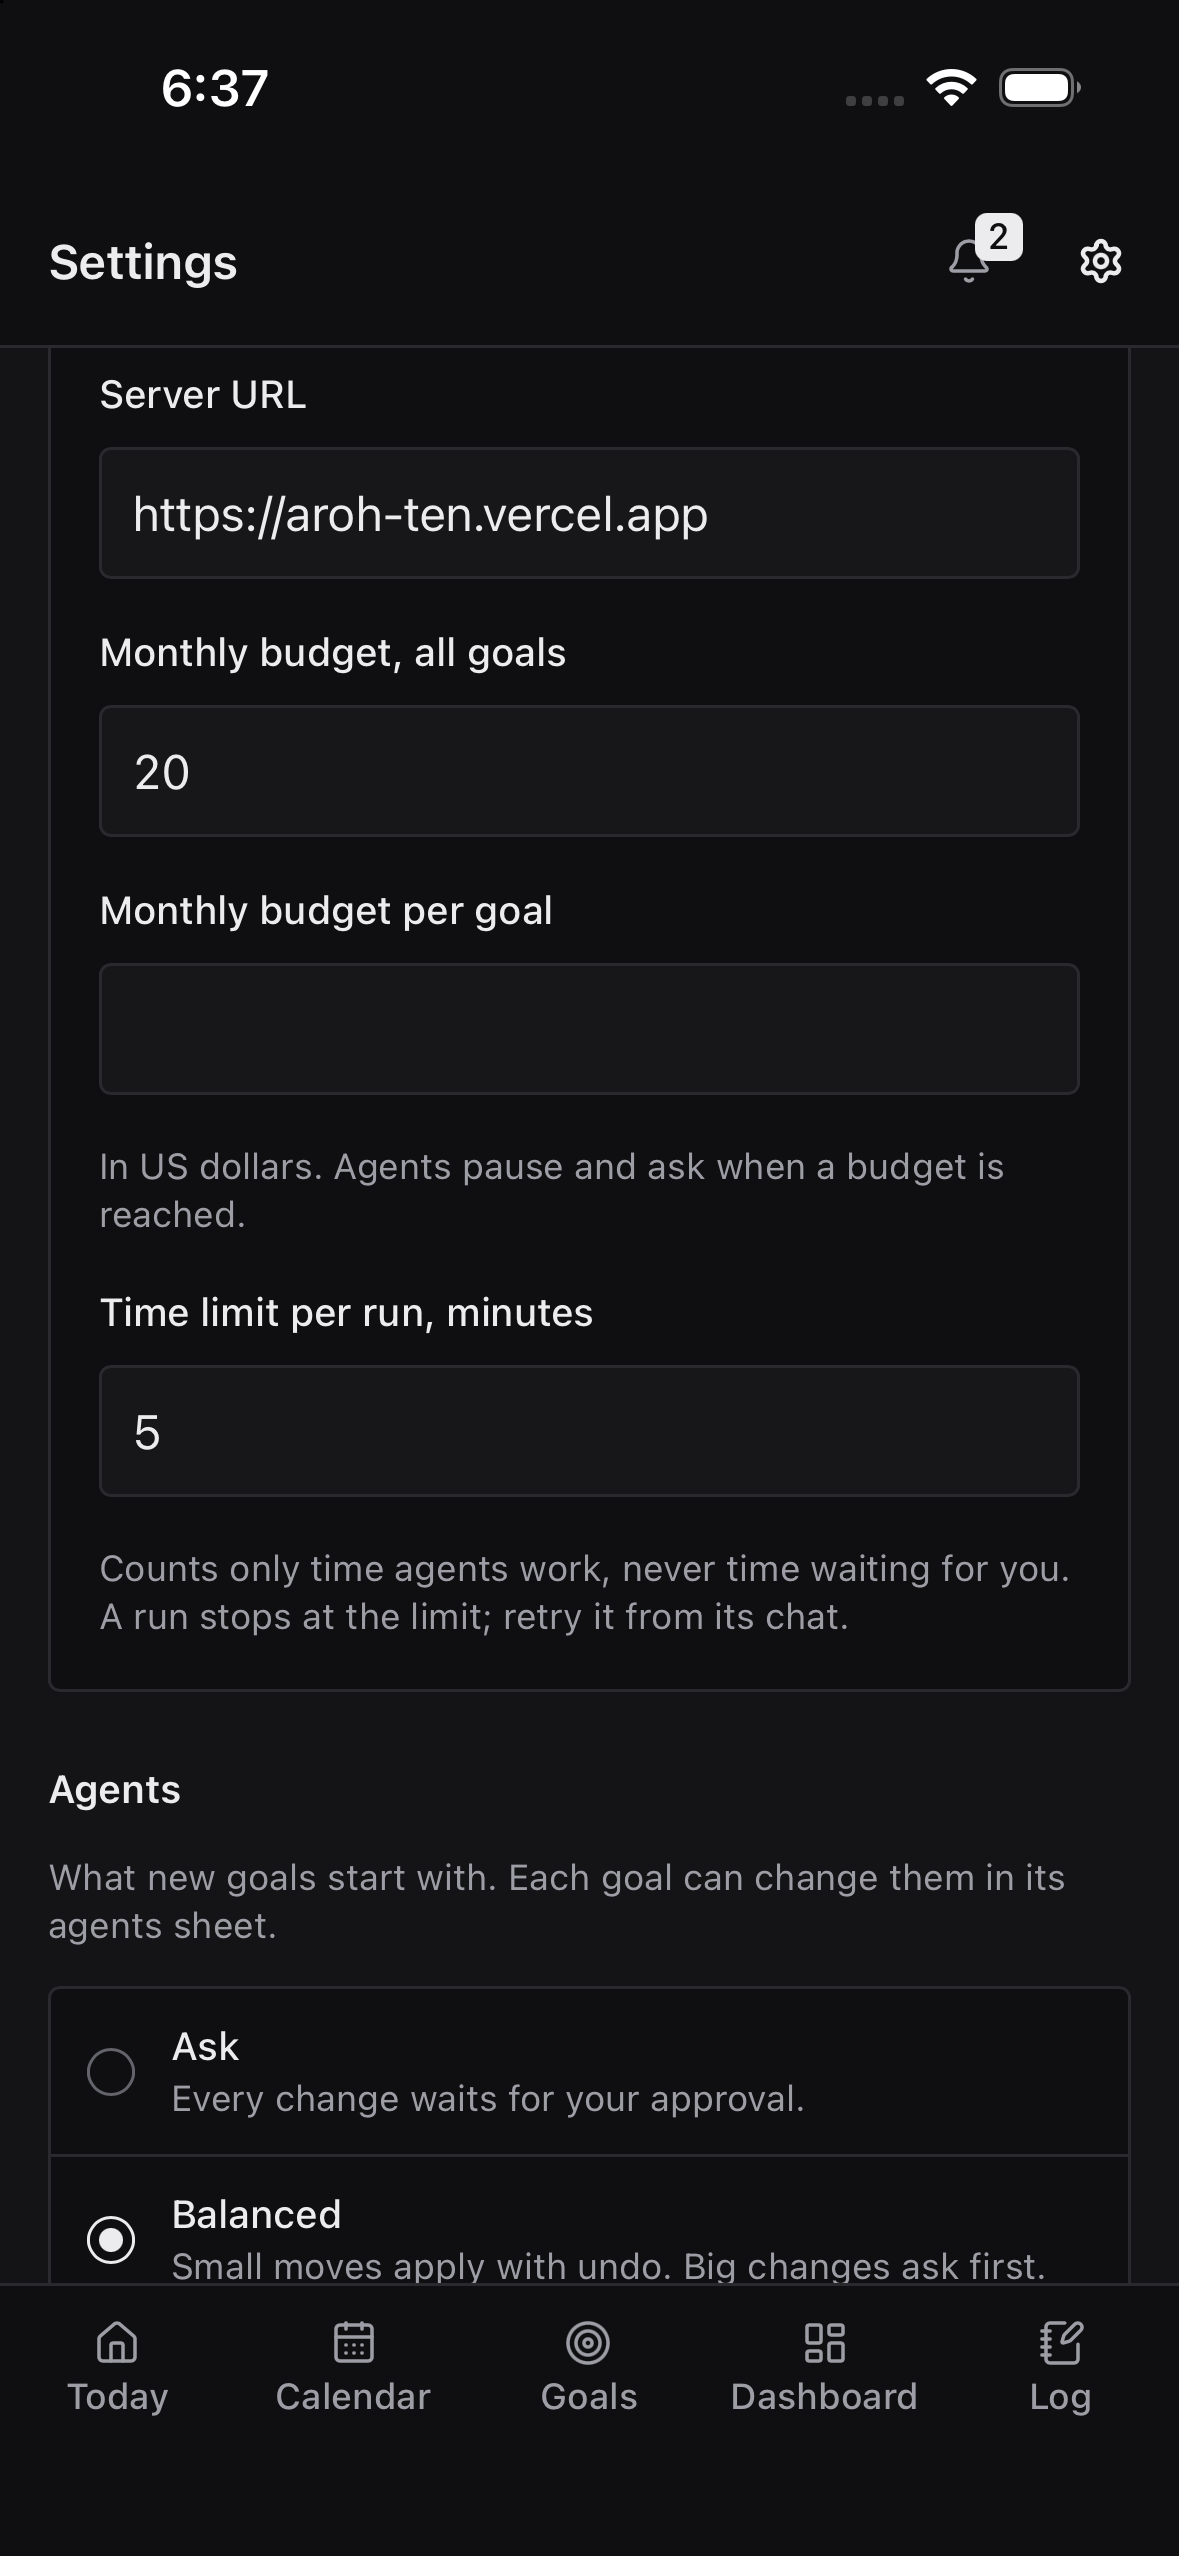 6:37
Settings
2
Server URL
https://aroh-ten.vercel.app
Monthly budget, all goals
20
Monthly budget per goal
In US dollars. Agents pause and ask when a budget is
reached.
Time limit per run, minutes
5
Counts only time agents work, never time waiting for you.
A run stops at the limit; retry it from its chat.
Agents
What new goals start with. Each goal can change them in its
agents sheet.
Ask
Every change waits for your approval.
Balanced
Small moves apply with undo. Big changes ask first.
Today
Calendar
Goals
Dashboard
Log